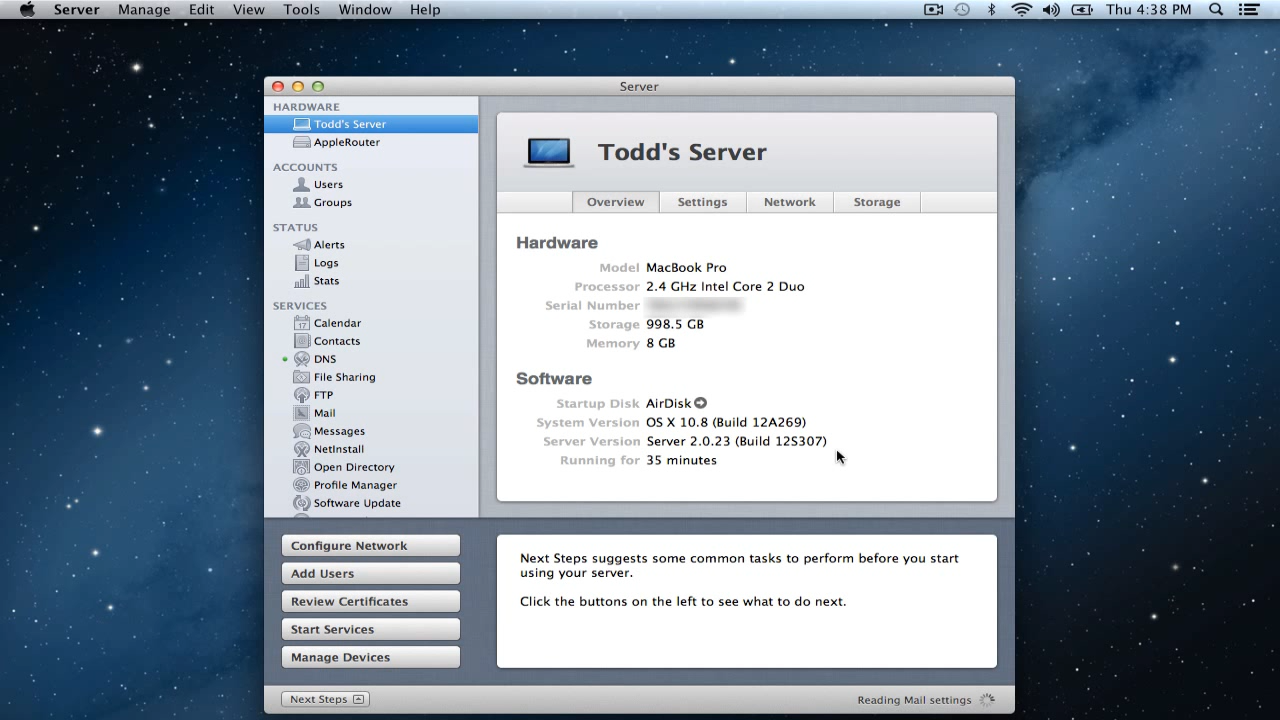 Server Manage Edit View Tools Window Help Thu 4:38 PM
Server
HARDWARE
Todd's Server
AppleRouter
ACCOUNTS
Users
Groups
STATUS
Alerts
Logs
Stats
SERVICES
17
Calendar
Contacts
DNS
File Sharing
FTP
Mail
Messages
NetInstall
Open Directory
Profile Manager
Software Update
Todd's Server
Overview Settings Network Storage
Hardware
Model MacBook Pro
Processor 2.4 GHz Intel Core 2 Duo
Serial Number
Storage 998.5 GB
Memory 8 GB
Software
Startup Disk AirDisk
System Version OS X 10.8 (Build 12A269)
Server Version Server 2.0.23 (Build 12S307)
Running for 35 minutes
Configure Network
Add Users
Review Certificates
Start Services
Manage Devices
Next Steps suggests some common tasks to perform before you start
using your server.
Click the buttons on the left to see what to do next.
Next Steps
Reading Mail settings